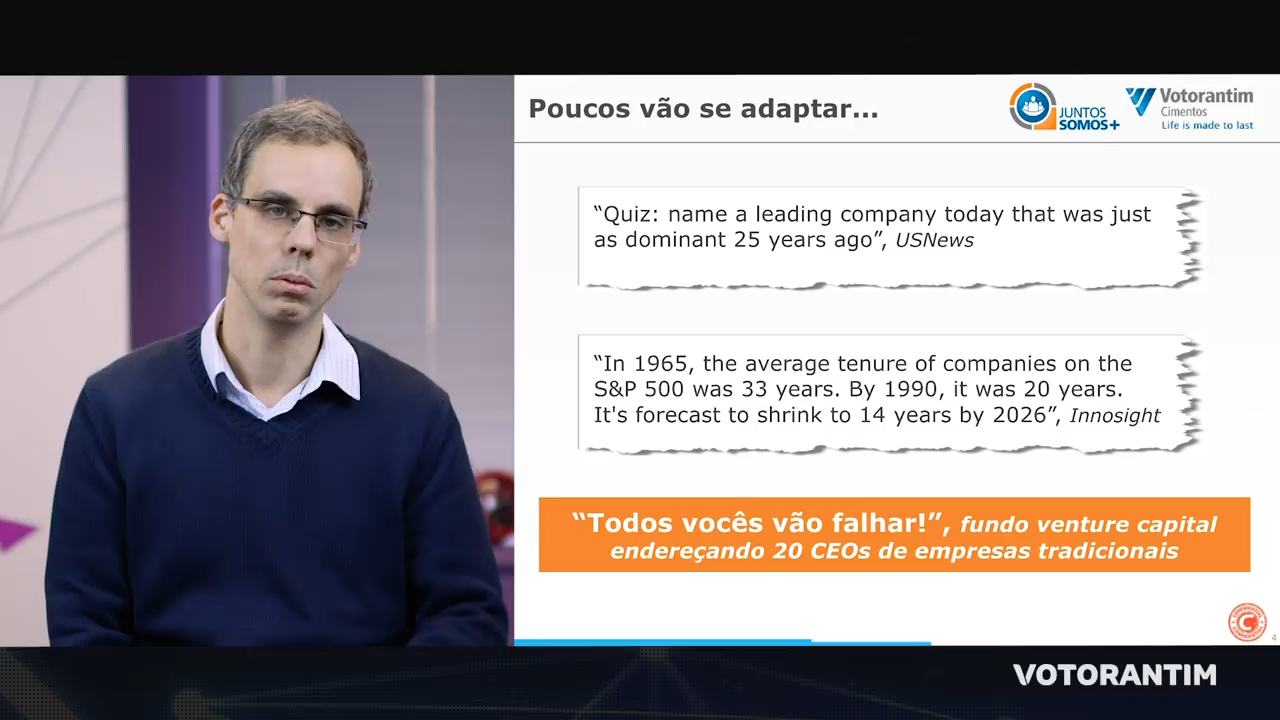 Poucos vão se adaptar...
JUNTOS
SOMOS+
Votorantim
Cimentos
Life is made to last
“Quiz: name a leading company today that was just
as dominant 25 years ago”, USNews
“In 1965, the average tenure of companies on the
S&P 500 was 33 years. By 1990, it was 20 years.
It's forecast to shrink to 14 years by 2026”, Innosight
“Todos vocês vão falhar!”, fundo venture capital
endereçando 20 CEOs de empresas tradicionais
C
4
VOTORANTIM